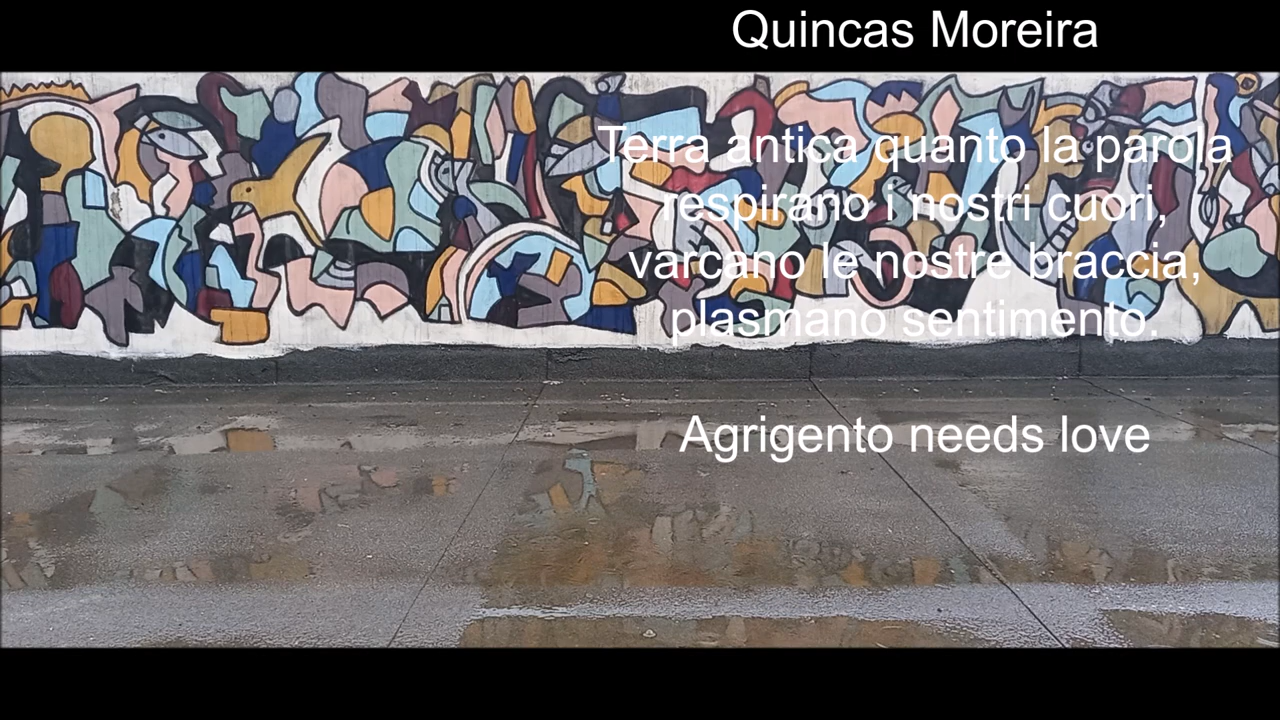 Quincas Moreira
Terra antica quanto la parola
respirano i nostri cuori,
varcano le nostre braccia,
plasmano sentimento.
Agrigento needs love